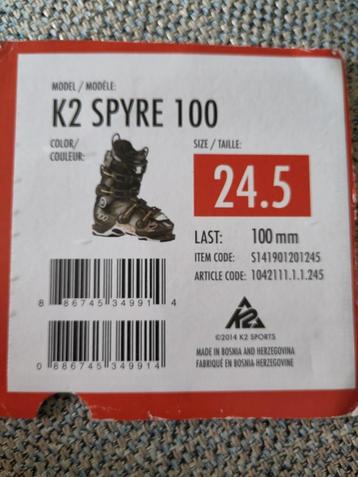 MODEL / MODÈLE:
K2 SPYRE 100
COLOR/
COULEUR:
SIZE / TAILLE:
24.5
LAST: 100 mm
ITEM CODE: S141901201245
ARTICLE CODE: 1042111.1.1.245
8 86745 34991 4
0 886745 349914
K2
©2014 K2 SPORTS
MADE IN BOSNIA AND HERZEGOVINA
FABRIQUÉ EN BOSNIA-HERZEGOVINE